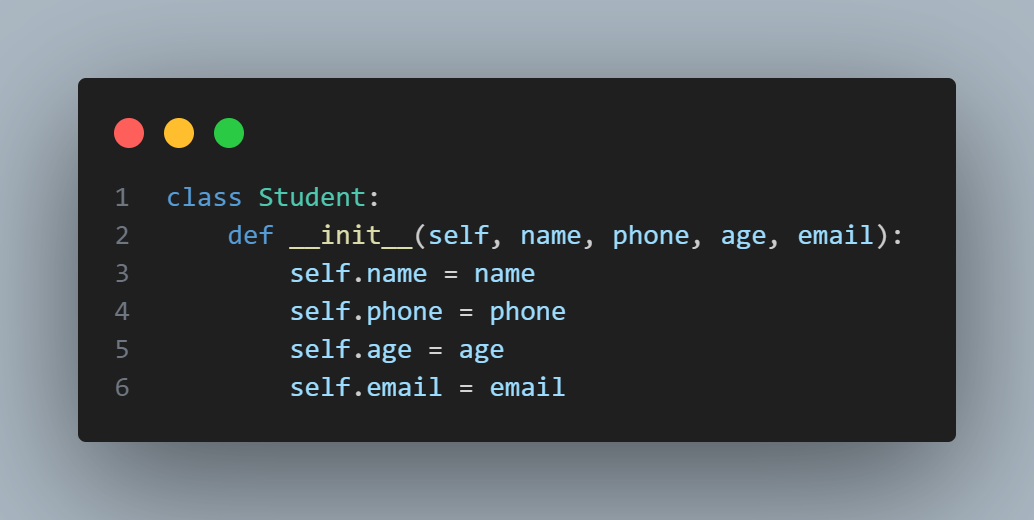 1 class Student:
2     def __init__(self, name, phone, age, email):
3         self.name = name
4         self.phone = phone
5         self.age = age
6         self.email = email